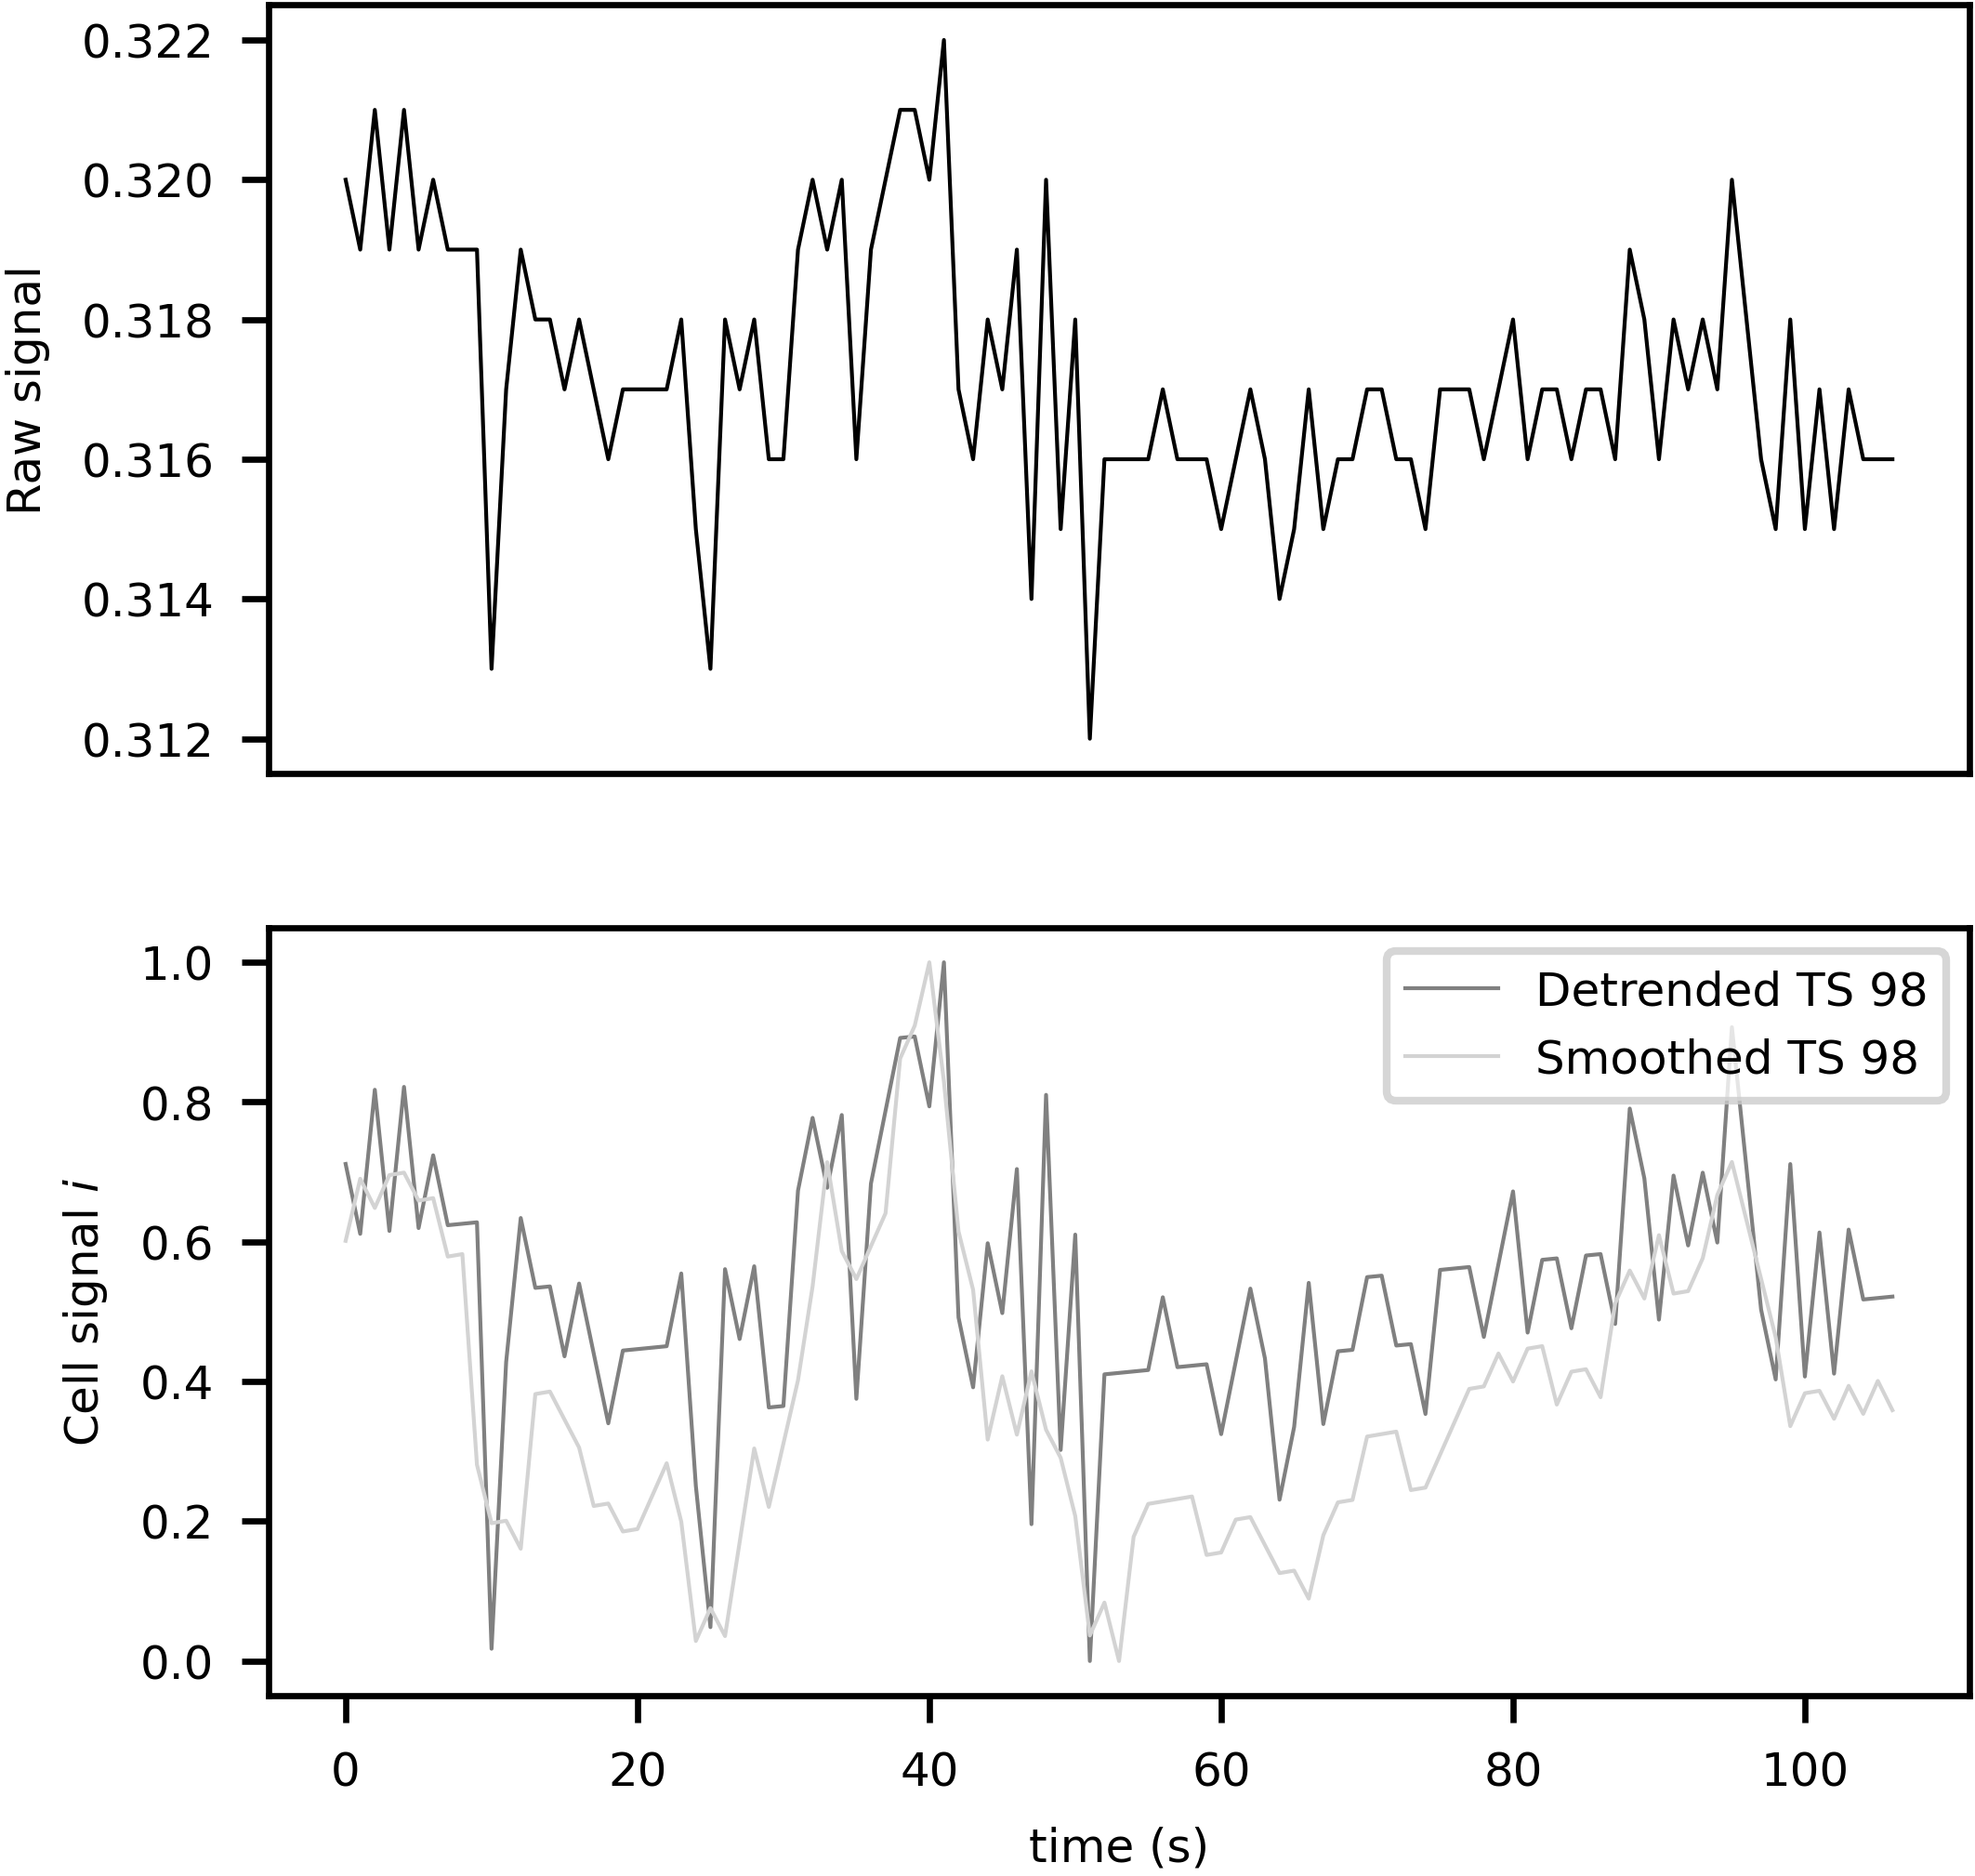 0.322
0.320
0.318
0.316
0.314
0.312
Raw signal
1.0
0.8
0.6
0.4
0.2
0.0
Cell signal i
Detrended TS 98
Smoothed TS 98
0 20 40 60 80 100
time (s)